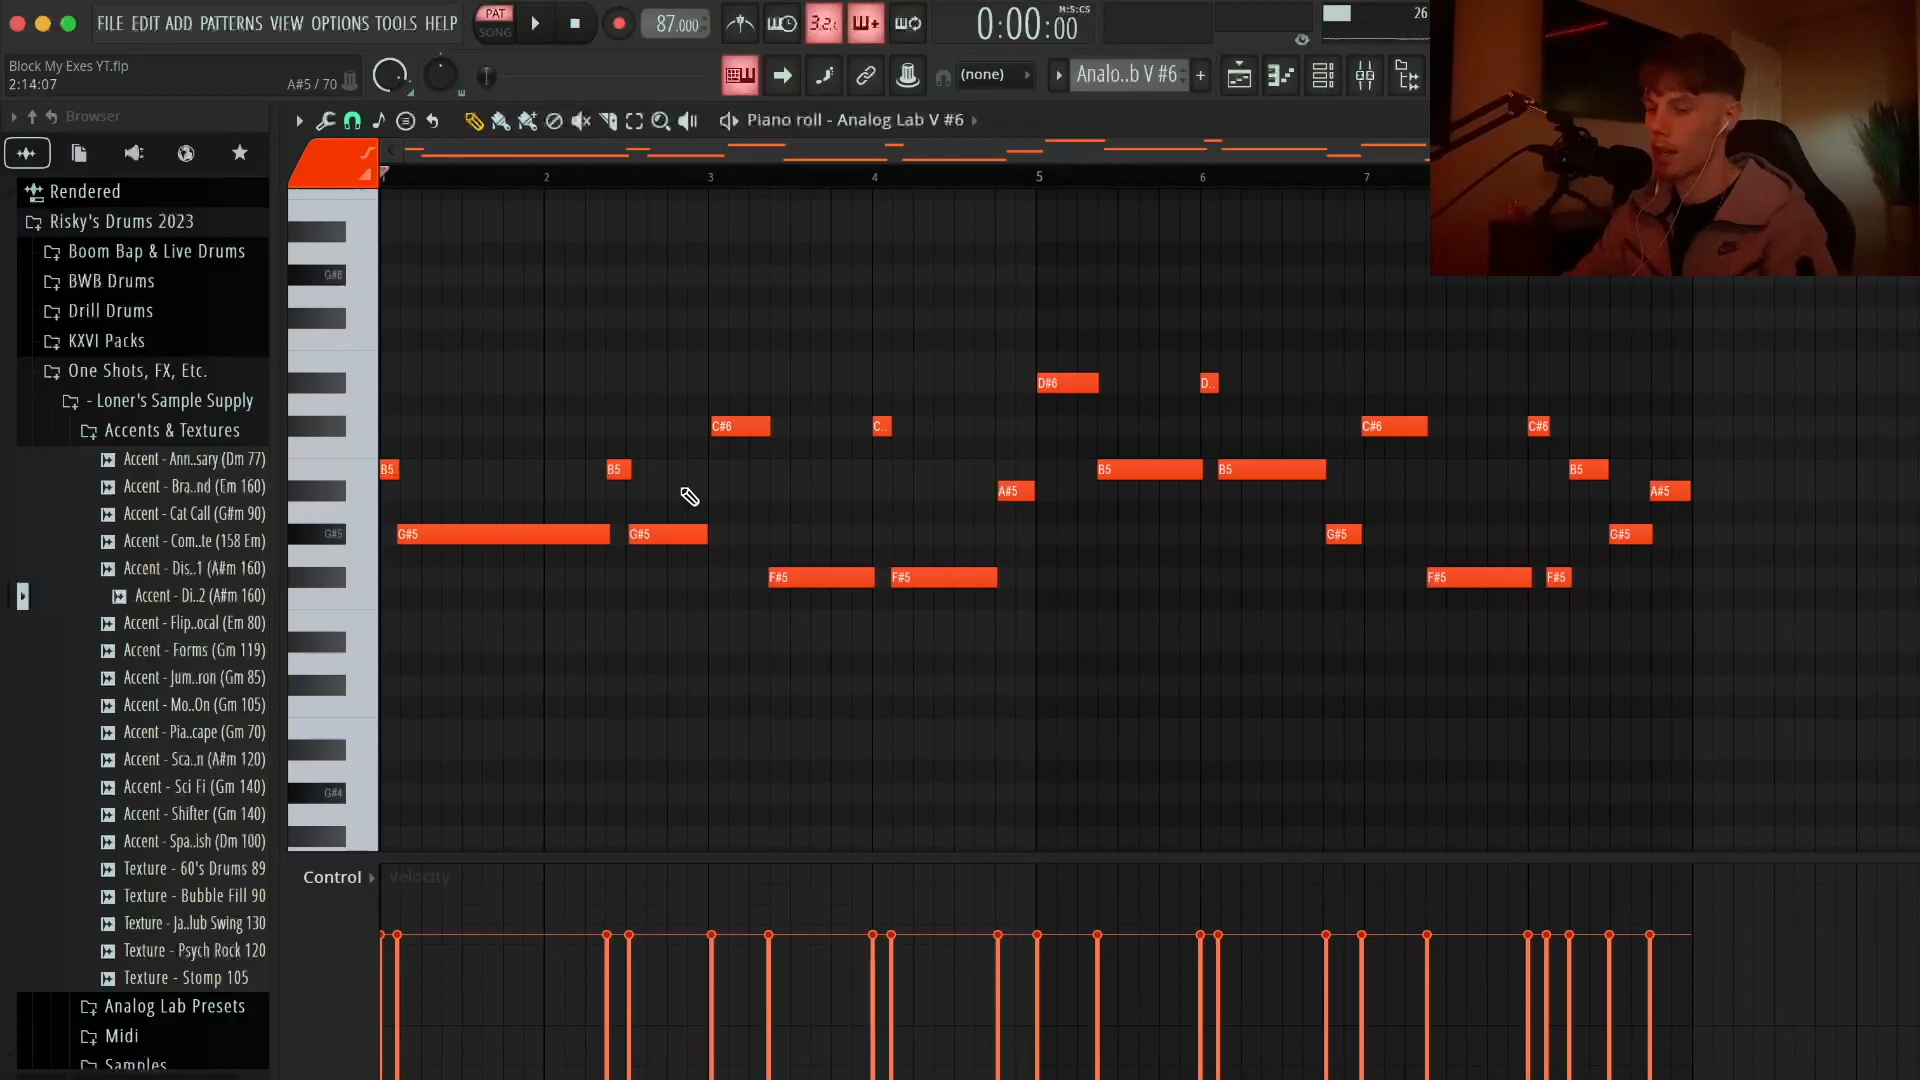 FILE EDIT ADD PATTERNS VIEW OPTIONS TOOLS HELP
PAT
SONG
87.000
3.2.
0:00:00
M:S:CS
26
Block My Exes YT.flp
2:14:07
A#5 / 70
(none)
Analo..b V #6
Browser
Piano roll - Analog Lab V #6
Rendered
Risky's Drums 2023
Boom Bap & Live Drums
BWB Drums
Drill Drums
KXVI Packs
One Shots, FX, Etc.
- Loner's Sample Supply
Accents & Textures
Accent - Ann..sary (Dm 77)
Accent - Bra..nd (Em 160)
Accent - Cat Call (G#m 90)
Accent - Com..te (158 Em)
Accent - Dis..1 (A#m 160)
Accent - Di..2 (A#m 160)
Accent - Flip..ocal (Em 80)
Accent - Forms (Gm 119)
Accent - Jum..ron (Gm 85)
Accent - Mo..On (Gm 105)
Accent - Pia..cape (Gm 70)
Accent - Sca..n (A#m 120)
Accent - Sci Fi (Gm 140)
Accent - Shifter (Gm 140)
Accent - Spa..ish (Dm 100)
Texture - 60's Drums 89
Texture - Bubble Fill 90
Texture - Ja..lub Swing 130
Texture - Psych Rock 120
Texture - Stomp 105
Analog Lab Presets
Midi
Samples
2 3 4 5 6 7
G#6
D#6 D..
C#6 C.. C#6 C#6
B5 B5 B5 B5 B5
A#5 A#5
G#5 G#5 G#5 G#5 G#5
F#5 F#5 F#5 F#5
G#4
Control Velocity